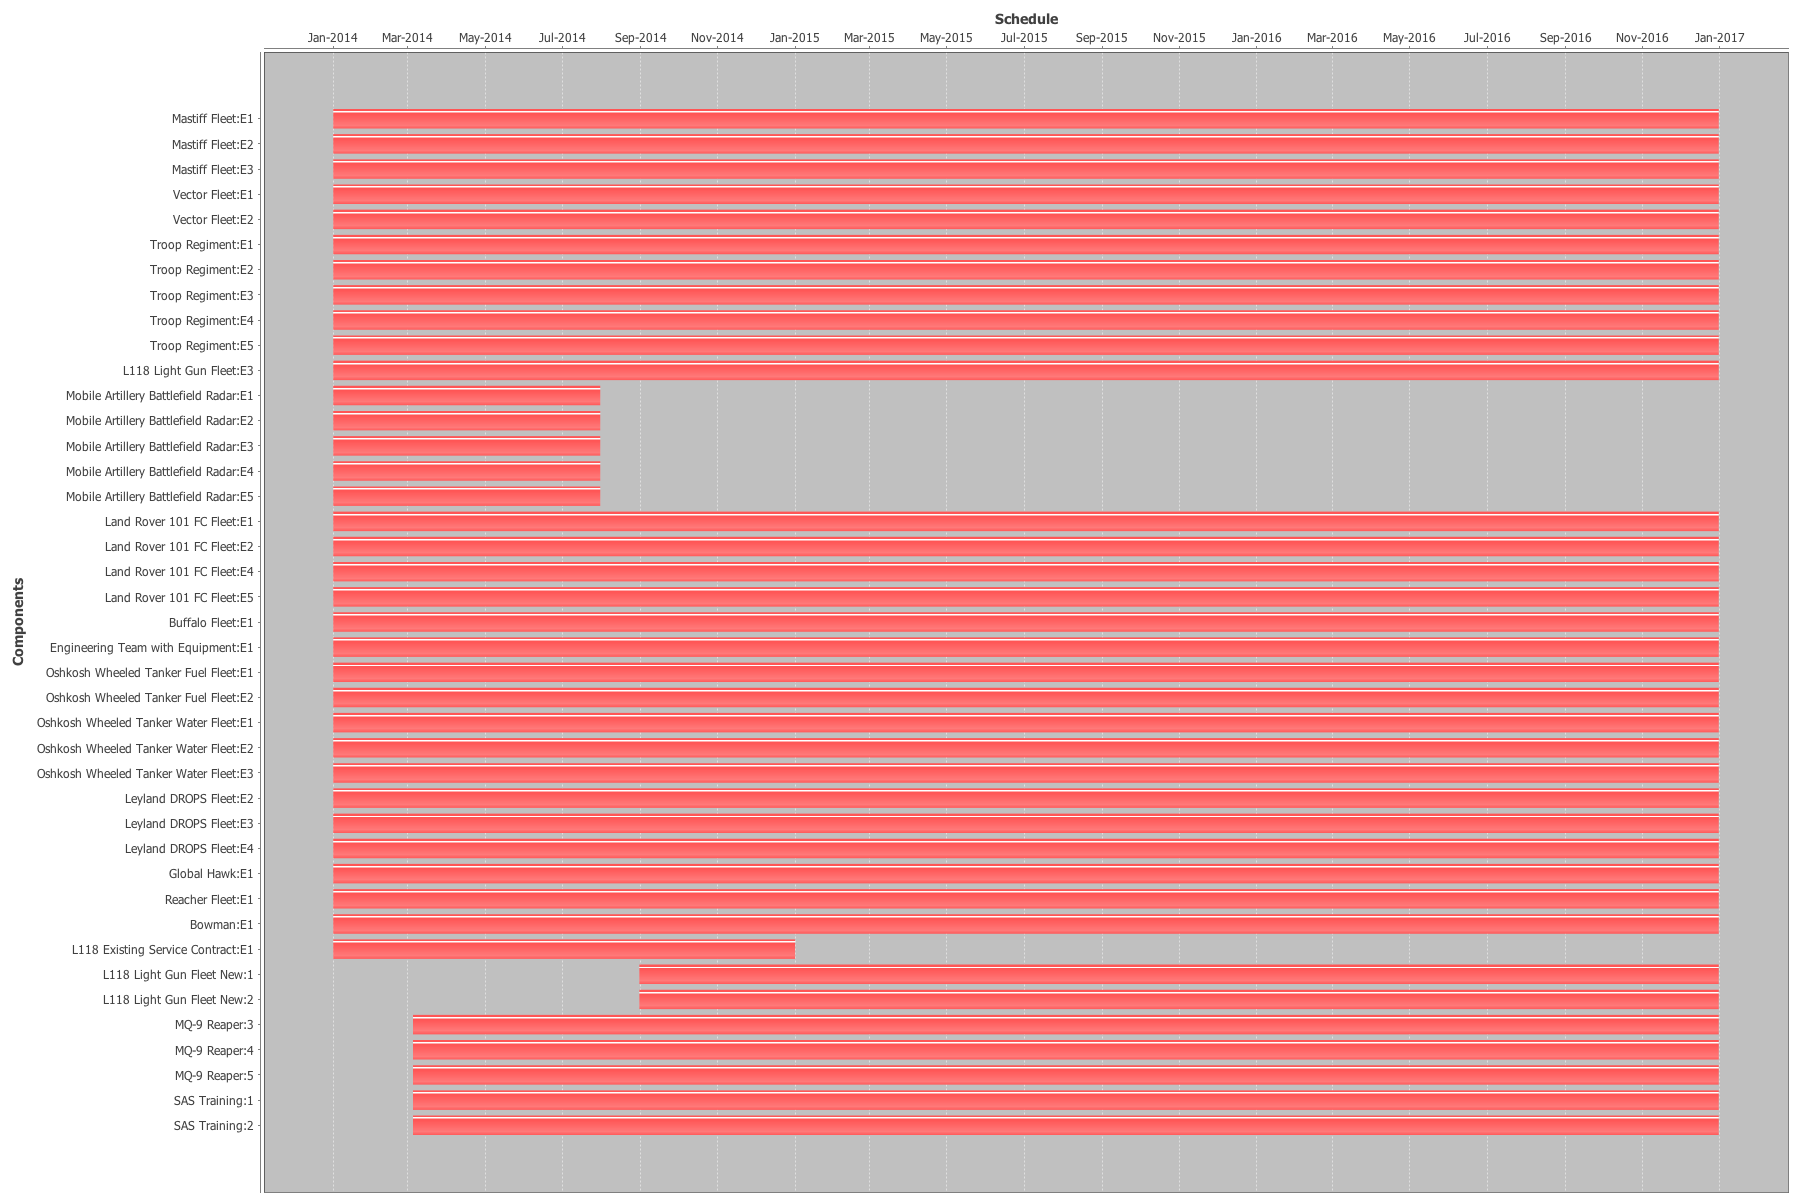 Schedule
Jan-2014 Mar-2014 May-2014 Jul-2014 Sep-2014 Nov-2014 Jan-2015 Mar-2015 May-2015 Jul-2015 Sep-2015 Nov-2015 Jan-2016 Mar-2016 May-2016 Jul-2016 Sep-2016 Nov-2016 Jan-2017
Components
Mastiff Fleet:E1
Mastiff Fleet:E2
Mastiff Fleet:E3
Vector Fleet:E1
Vector Fleet:E2
Troop Regiment:E1
Troop Regiment:E2
Troop Regiment:E3
Troop Regiment:E4
Troop Regiment:E5
L118 Light Gun Fleet:E3
Mobile Artillery Battlefield Radar:E1
Mobile Artillery Battlefield Radar:E2
Mobile Artillery Battlefield Radar:E3
Mobile Artillery Battlefield Radar:E4
Mobile Artillery Battlefield Radar:E5
Land Rover 101 FC Fleet:E1
Land Rover 101 FC Fleet:E2
Land Rover 101 FC Fleet:E4
Land Rover 101 FC Fleet:E5
Buffalo Fleet:E1
Engineering Team with Equipment:E1
Oshkosh Wheeled Tanker Fuel Fleet:E1
Oshkosh Wheeled Tanker Fuel Fleet:E2
Oshkosh Wheeled Tanker Water Fleet:E1
Oshkosh Wheeled Tanker Water Fleet:E2
Oshkosh Wheeled Tanker Water Fleet:E3
Leyland DROPS Fleet:E2
Leyland DROPS Fleet:E3
Leyland DROPS Fleet:E4
Global Hawk:E1
Reacher Fleet:E1
Bowman:E1
L118 Existing Service Contract:E1
L118 Light Gun Fleet New:1
L118 Light Gun Fleet New:2
MQ-9 Reaper:3
MQ-9 Reaper:4
MQ-9 Reaper:5
SAS Training:1
SAS Training:2